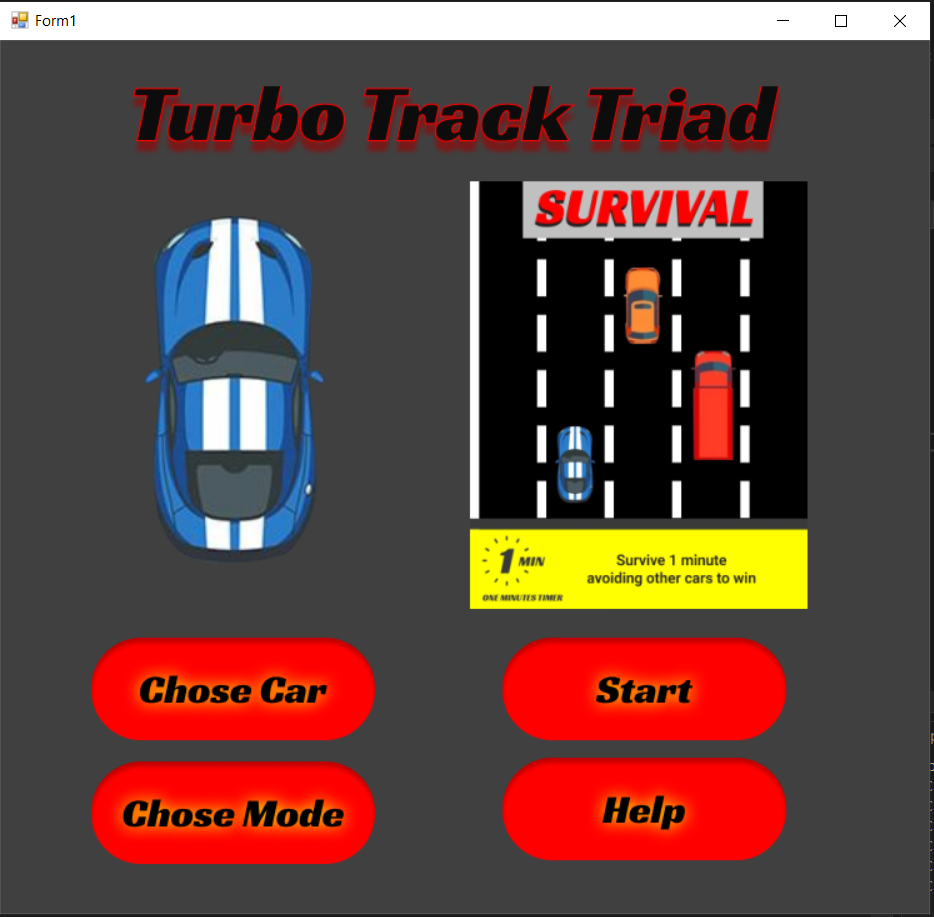 Form1
Turbo Track Triad
SURVIVAL
1 MIN
ONE MINUTES TIMER
Survive 1 minute
avoiding other cars to win
Chose Car
Start
Chose Mode
Help